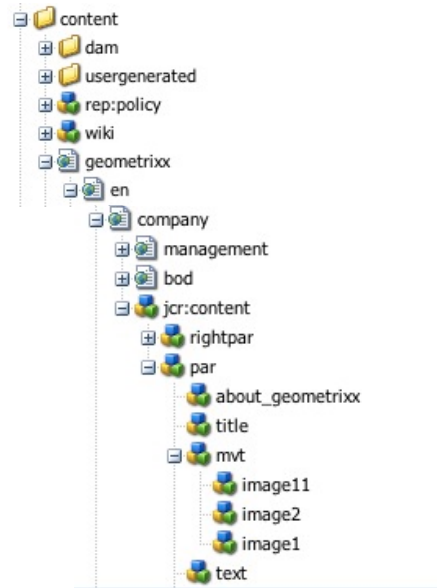 content
dam
usergenerated
rep:policy
wiki
geometrixx
en
company
management
bod
jcr:content
rightpar
par
about_geometrixx
title
mvt
image11
image2
image1
text